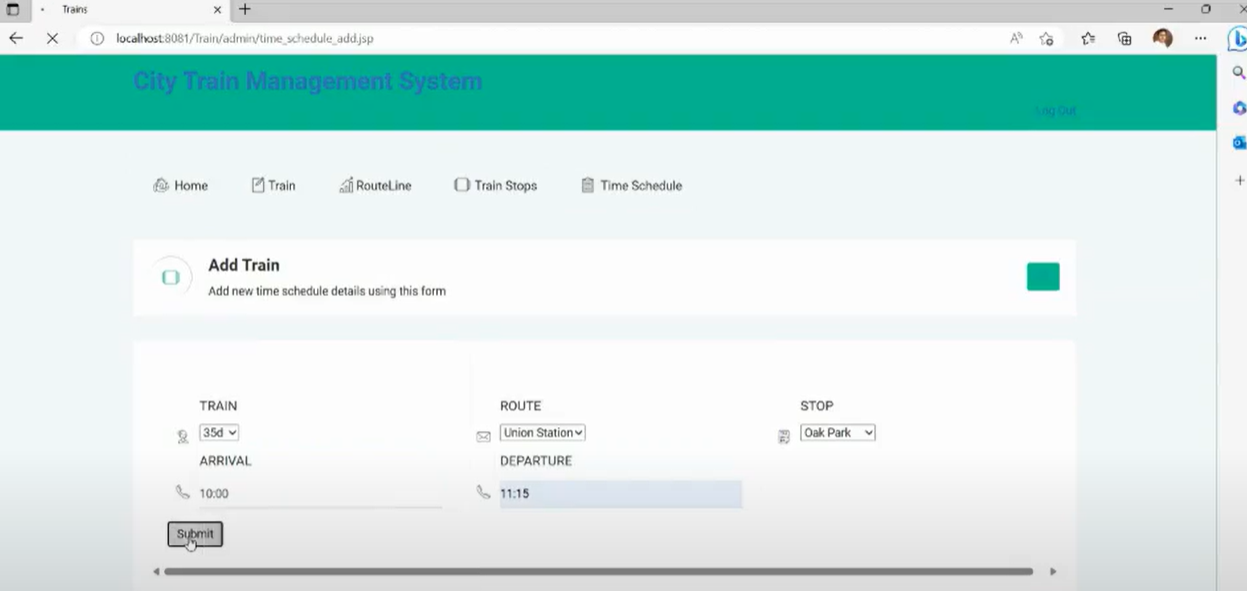 Trains
localhost:8081/Train/admin/time_schedule_add.jsp
City Train Management System
Log Out
Home Train RouteLine Train Stops Time Schedule
Add Train
Add new time schedule details using this form
TRAIN ROUTE STOP
35d Union Station Oak Park
ARRIVAL DEPARTURE
10:00 11:15
Submit